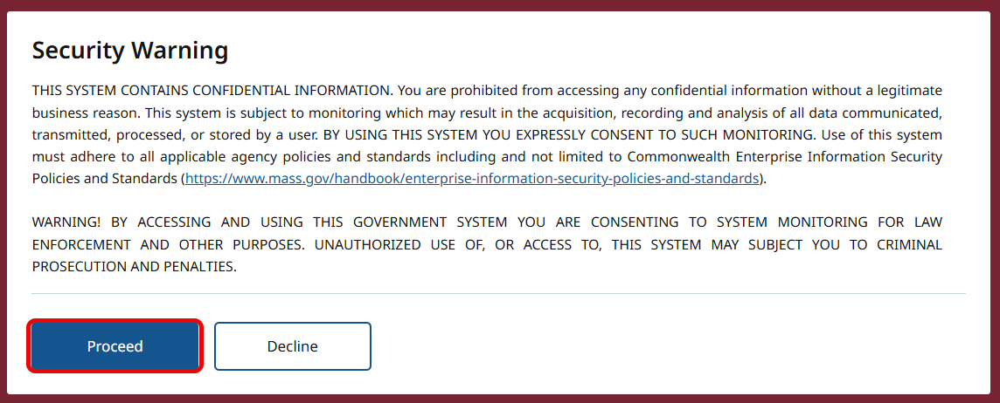 Security Warning
THIS SYSTEM CONTAINS CONFIDENTIAL INFORMATION. You are prohibited from accessing any confidential information without a legitimate
business reason. This system is subject to monitoring which may result in the acquisition, recording and analysis of all data communicated,
transmitted, processed, or stored by a user. BY USING THIS SYSTEM YOU EXPRESSLY CONSENT TO SUCH MONITORING. Use of this system
must adhere to all applicable agency policies and standards including and not limited to Commonwealth Enterprise Information Security
Policies and Standards (https://www.mass.gov/handbook/enterprise-information-security-policies-and-standards).
WARNING! BY ACCESSING AND USING THIS GOVERNMENT SYSTEM YOU ARE CONSENTING TO SYSTEM MONITORING FOR LAW
ENFORCEMENT AND OTHER PURPOSES. UNAUTHORIZED USE OF, OR ACCESS TO, THIS SYSTEM MAY SUBJECT YOU TO CRIMINAL
PROSECUTION AND PENALTIES.
Proceed
Decline